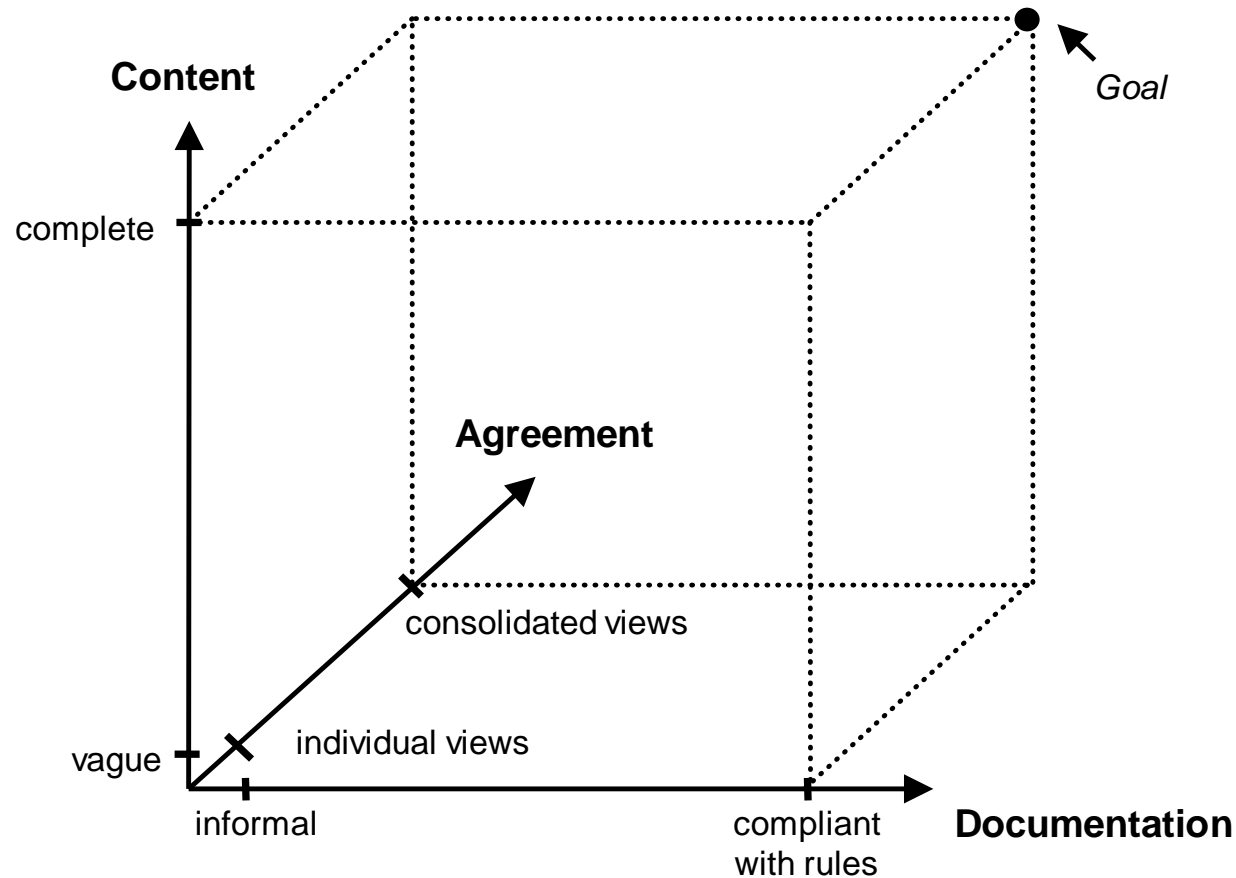 Content
Goal
complete
Agreement
consolidated views
individual views
vague
informal
compliant
with rules
Documentation